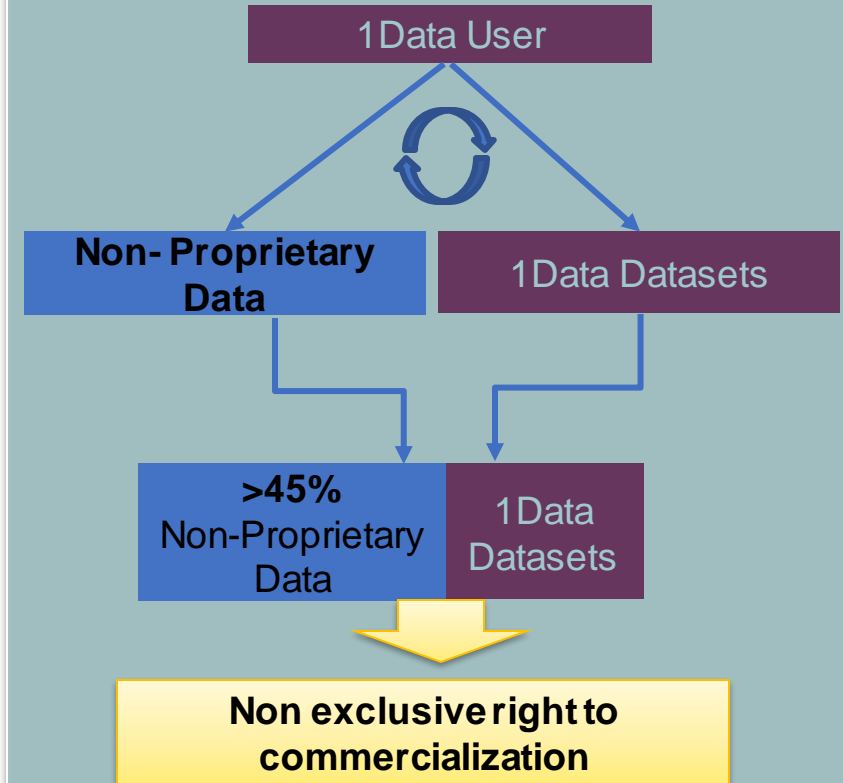 1Data User
Non- Proprietary
Data
1Data Datasets
>45%
Non-Proprietary
Data
1Data
Datasets
Non exclusive right to
commercialization